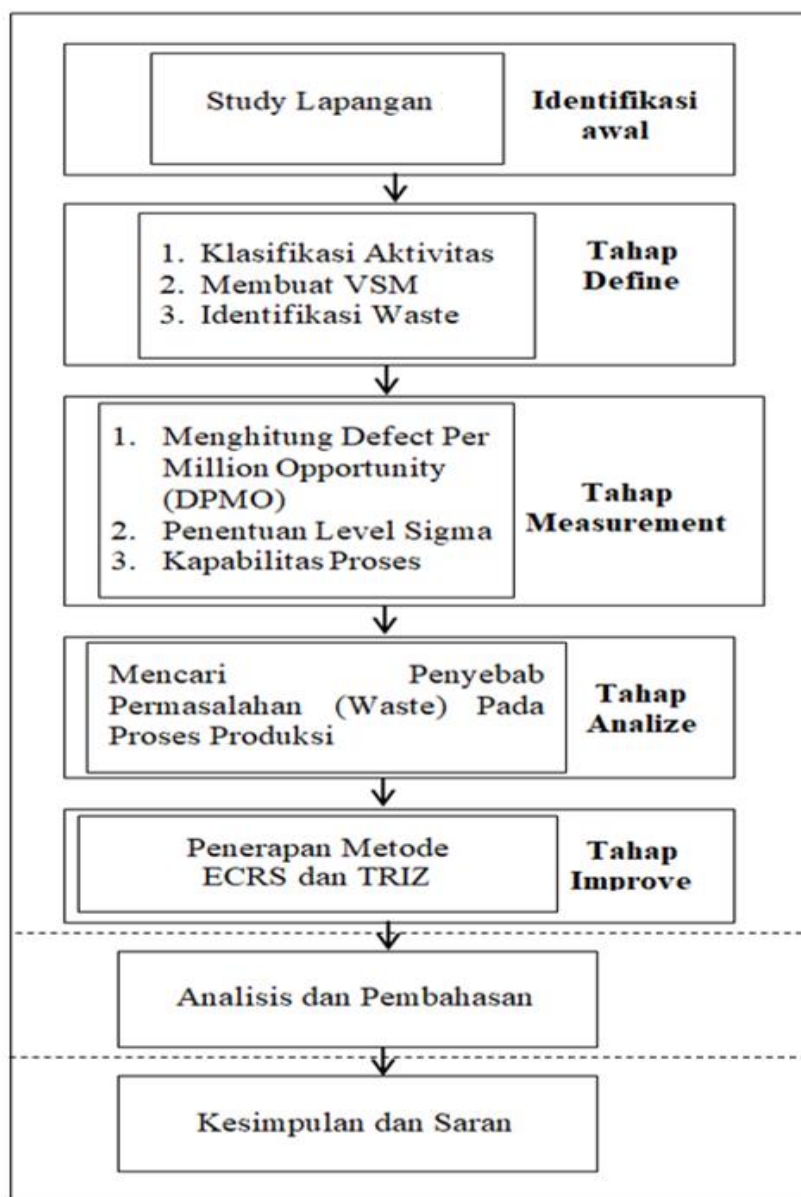 Study Lapangan
Identifikasi
awal
1. Klasifikasi Aktivitas
2. Membuat VSM
3. Identifikasi Waste
Tahap
Define
1. Menghitung Defect Per
Million Opportunity
(DPMO)
2. Penentuan Level Sigma
3. Kapabilitas Proses
Tahap
Measurement
Mencari Penyebab
Permasalahan (Waste) Pada
Proses Produksi
Tahap
Analize
Penerapan Metode
ECRS dan TRIZ
Tahap
Improve
Analisis dan Pembahasan
Kesimpulan dan Saran